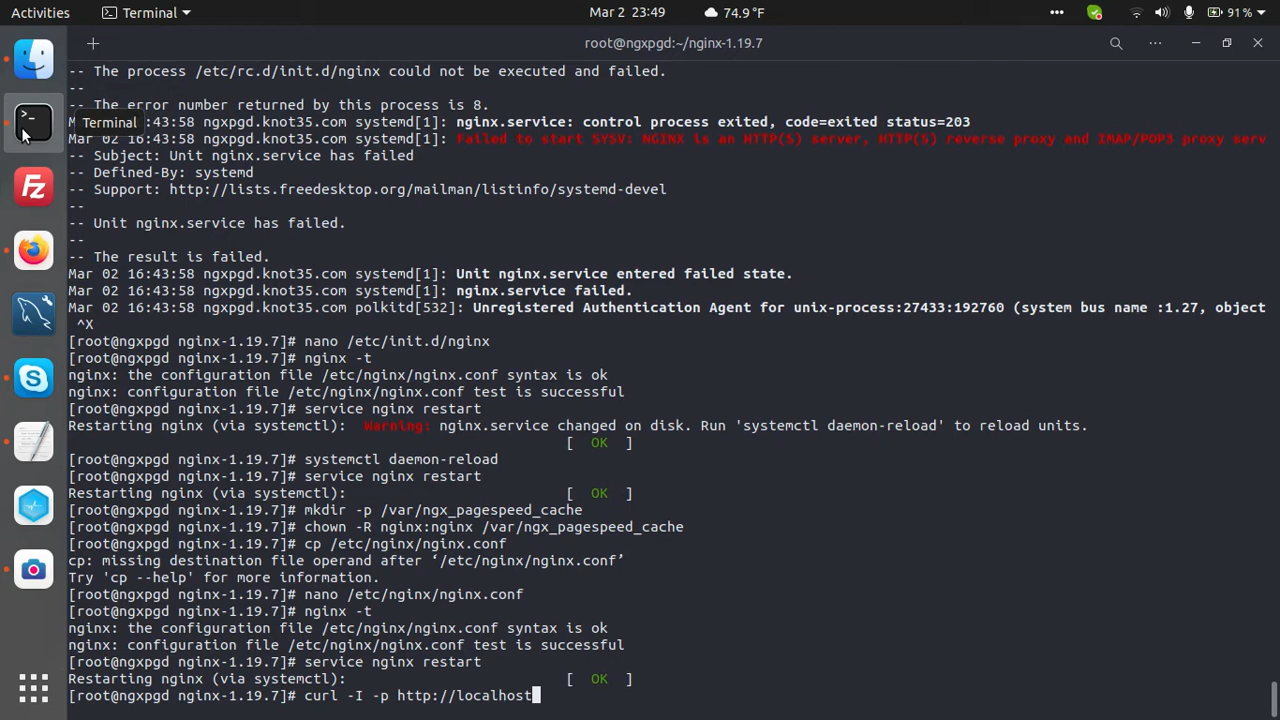 Activities
Terminal
Mar 2 23:49
74.9 °F
91 %
root@ngxpgd:~/nginx-1.19.7
-- The process /etc/rc.d/init.d/nginx could not be executed and failed.
--
-- The error number returned by this process is 8.
16:43:58 ngxpgd.knot35.com systemd[1]: nginx.service: control process exited, code=exited status=203
Terminal
16:43:58 ngxpgd.knot35.com systemd[1]: Failed to start SYSV: NGINX is an HTTP(S) server, HTTP(S) reverse proxy and IMAP/POP3 proxy serv
-- Subject: Unit nginx.service has failed
-- Defined-By: systemd
-- Support: http://lists.freedesktop.org/mailman/listinfo/systemd-devel
--
-- Unit nginx.service has failed.
--
-- The result is failed.
Mar 02 16:43:58 ngxpgd.knot35.com systemd[1]: Unit nginx.service entered failed state.
Mar 02 16:43:58 ngxpgd.knot35.com systemd[1]: nginx.service failed.
Mar 02 16:43:58 ngxpgd.knot35.com polkitd[532]: Unregistered Authentication Agent for unix-process:27433:192760 (system bus name :1.27, object
^X
[root@ngxpgd nginx-1.19.7]# nano /etc/init.d/nginx
[root@ngxpgd nginx-1.19.7]# nginx -t
nginx: the configuration file /etc/nginx/nginx.conf syntax is ok
nginx: configuration file /etc/nginx/nginx.conf test is successful
[root@ngxpgd nginx-1.19.7]# service nginx restart
Restarting nginx (via systemctl):  Warning: nginx.service changed on disk. Run 'systemctl daemon-reload' to reload units.
[  OK  ]
[root@ngxpgd nginx-1.19.7]# systemctl daemon-reload
[root@ngxpgd nginx-1.19.7]# service nginx restart
Restarting nginx (via systemctl):                          [  OK  ]
[root@ngxpgd nginx-1.19.7]# mkdir -p /var/ngx_pagespeed_cache
[root@ngxpgd nginx-1.19.7]# chown -R nginx:nginx /var/ngx_pagespeed_cache
[root@ngxpgd nginx-1.19.7]# cp /etc/nginx/nginx.conf
cp: missing destination file operand after ‘/etc/nginx/nginx.conf’
Try 'cp --help' for more information.
[root@ngxpgd nginx-1.19.7]# nano /etc/nginx/nginx.conf
[root@ngxpgd nginx-1.19.7]# nginx -t
nginx: the configuration file /etc/nginx/nginx.conf syntax is ok
nginx: configuration file /etc/nginx/nginx.conf test is successful
[root@ngxpgd nginx-1.19.7]# service nginx restart
Restarting nginx (via systemctl):                          [  OK  ]
[root@ngxpgd nginx-1.19.7]# curl -I -p http://localhost